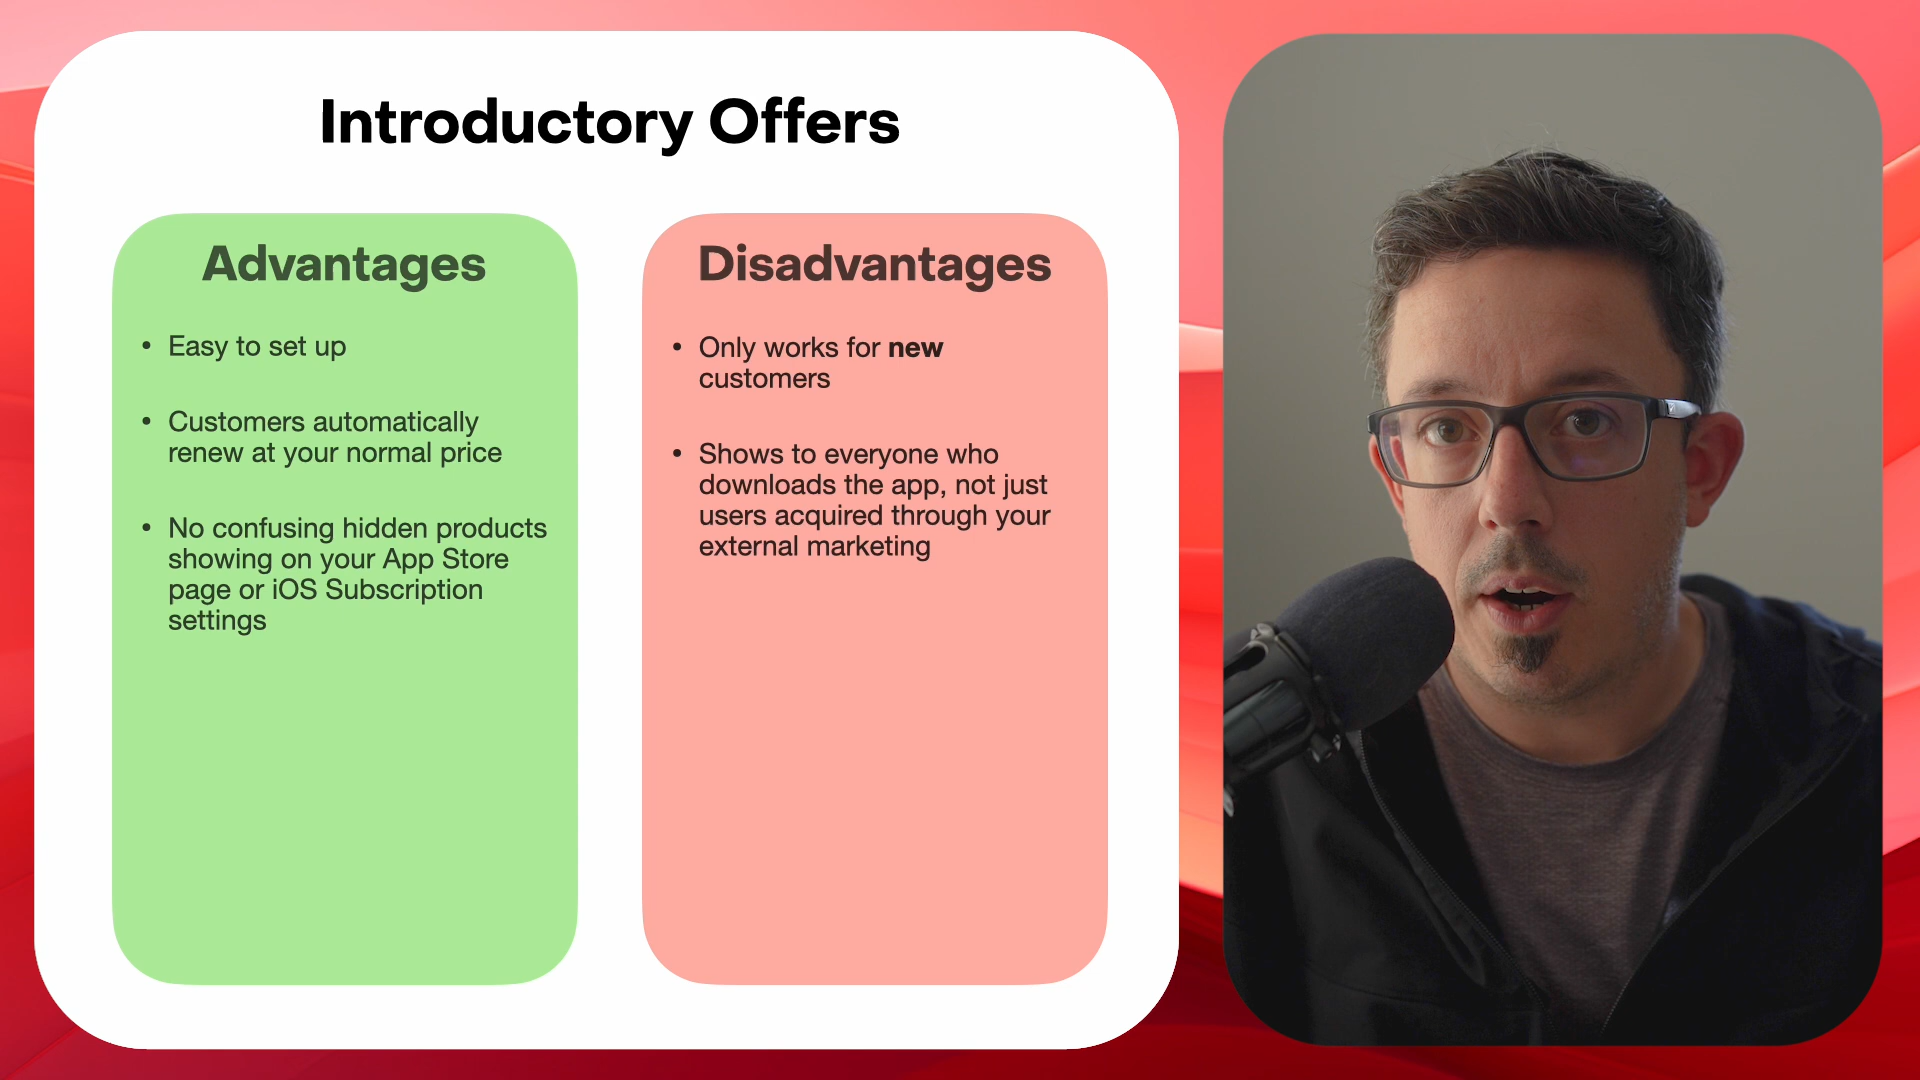 Introductory Offers
Advantages
• Easy to set up
• Customers automatically
renew at your normal price
• No confusing hidden products
showing on your App Store
page or iOS Subscription
settings
Disadvantages
• Only works for new
customers
• Shows to everyone who
downloads the app, not just
users acquired through your
external marketing